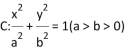 C:x²/a² + y²/b² = 1(a > b > 0)